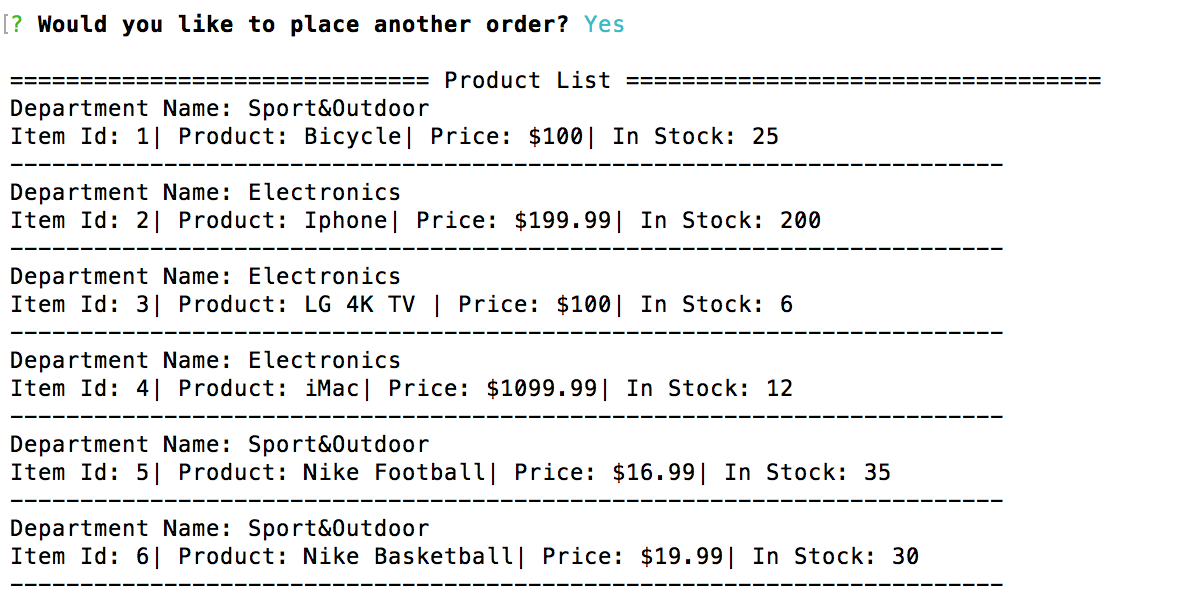 [? Would you like to place another order? Yes
============================== Product List ==================================
Department Name: Sport&Outdoor
Item Id: 1| Product: Bicycle| Price: $100| In Stock: 25
-----------------------------------------------------------------------
Department Name: Electronics
Item Id: 2| Product: Iphone| Price: $199.99| In Stock: 200
-----------------------------------------------------------------------
Department Name: Electronics
Item Id: 3| Product: LG 4K TV | Price: $100| In Stock: 6
-----------------------------------------------------------------------
Department Name: Electronics
Item Id: 4| Product: iMac| Price: $1099.99| In Stock: 12
-----------------------------------------------------------------------
Department Name: Sport&Outdoor
Item Id: 5| Product: Nike Football| Price: $16.99| In Stock: 35
-----------------------------------------------------------------------
Department Name: Sport&Outdoor
Item Id: 6| Product: Nike Basketball| Price: $19.99| In Stock: 30
-----------------------------------------------------------------------